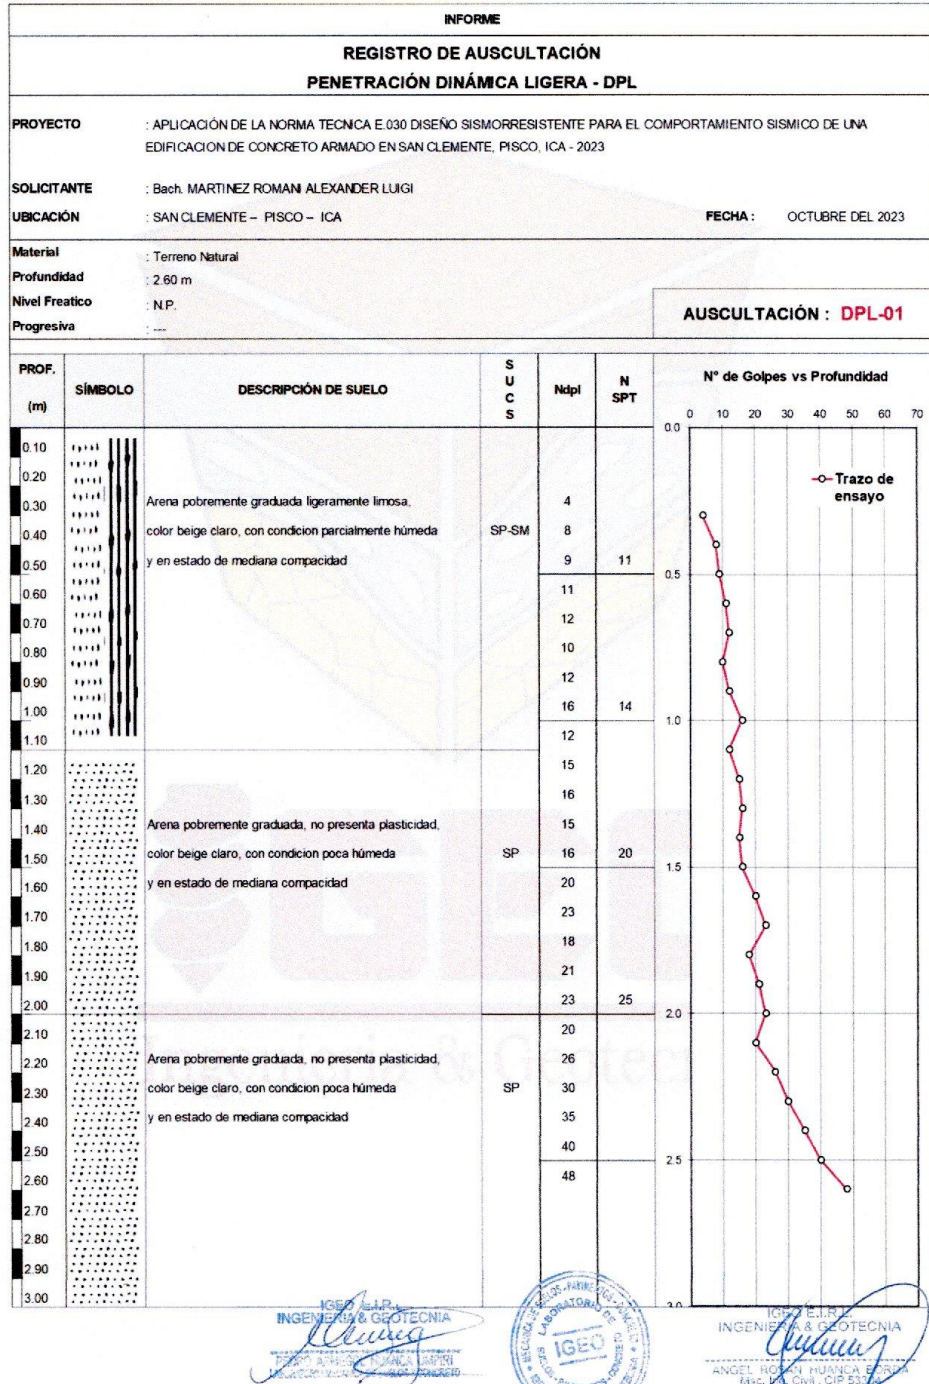 INFORME
REGISTRO DE AUSCULTACIÓN
PENETRACIÓN DINÁMICA LIGERA - DPL
PROYECTO : APLICACIÓN DE LA NORMA TECNICA E.030 DISEÑO SISMORRESISTENTE PARA EL COMPORTAMIENTO SISMICO DE UNA
EDIFICACION DE CONCRETO ARMADO EN SAN CLEMENTE, PISCO, ICA - 2023
SOLICITANTE : Bach. MARTINEZ ROMANI ALEXANDER LUIGI
UBICACIÓN : SAN CLEMENTE – PISCO – ICA FECHA : OCTUBRE DEL 2023
Material : Terreno Natural
Profundidad : 2.60 m
Nivel Freatico : N.P.
Progresiva : ---
AUSCULTACIÓN : DPL-01
PROF. (m) SÍMBOLO DESCRIPCIÓN DE SUELO SUCS Ndpl N SPT
N° de Golpes vs Profundidad
0 10 20 30 40 50 60 70
0.0
0.10
0.20
Trazo de
ensayo
0.30 Arena pobremente graduada ligeramente limosa, 4
0.40 color beige claro, con condicion parcialmente húmeda SP-SM 8
0.50 y en estado de mediana compacidad 9 11 0.5
0.60 11
0.70 12
0.80 10
0.90 12
1.00 16 14 1.0
1.10 12
1.20 15
1.30 16
1.40 Arena pobremente graduada, no presenta plasticidad, 15
1.50 color beige claro, con condicion poca húmeda SP 16 20 1.5
1.60 y en estado de mediana compacidad 20
1.70 23
1.80 18
1.90 21
2.00 23 25 2.0
2.10 20
2.20 Arena pobremente graduada, no presenta plasticidad, 26
2.30 color beige claro, con condicion poca húmeda SP 30
2.40 y en estado de mediana compacidad 35
2.50 40 2.5
2.60 48
2.70
2.80
2.90
3.00 3.0
Ingeniería &
IGEO E.I.R.L.
INGENIERIA & GEOTECNIA
LABORATORIO DE
IGEO
IGEO E.I.R.L.
INGENIERIA & GEOTECNIA
ANGEL HUANCA BORDA
Msc. Ing. Civil . CIP